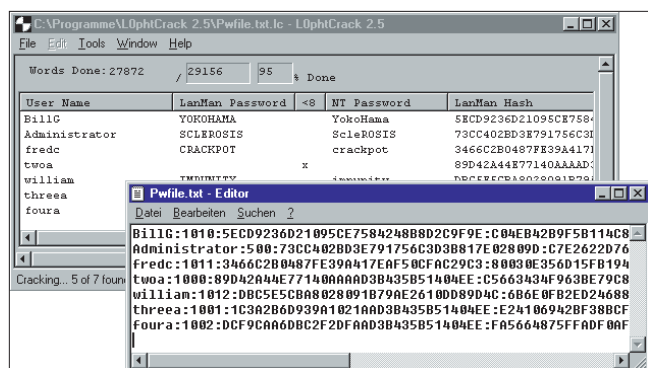 C:\Programme\L0phtCrack 2.5\Pwfile.txt.lc - L0phtCrack 2.5
File Edit Tools Window Help
Words Done: 27872 / 29156 95 % Done
User Name LanMan Password <8 NT Password LanMan Hash
BillG YOKOHAMA YokoHama 5ECD9236D21095CE7584
Administrator SCLEROSIS ScleROSIS 73CC402BD3E791756C3D
fredc CRACKPOT crackpot 3466C2B0487FE39A417
twoa x 89D42A44E77140AAAAD3
william IMMUNITY immunity
threea
foura
Cracking... 5 of 7
Pwfile.txt - Editor
Datei Bearbeiten Suchen ?
BillG:1010:5ECD9236D21095CE7584248B8D2C9F9E:C04EB42B9F5B114C8
Administrator:500:73CC402BD3E791756C3D3B817E02809D:C7E2622D76
fredc:1011:3466C2B0487FE39A417EAF50CFAC29C3:80030E356D15FB194
twoa:1000:89D42A44E77140AAAAD3B435B51404EE:C5663434F963BE79C8
william:1012:DBC5E5CBA8028091B79AE2610DD89D4C:6B6E0FB2ED24688
threea:1001:1C3A2B6D939A1021AAD3B435B51404EE:E24106942BF38BCF
foura:1002:DCF9CAA6DBC2F2DFAAD3B435B51404EE:FA5664875FFADF0AF